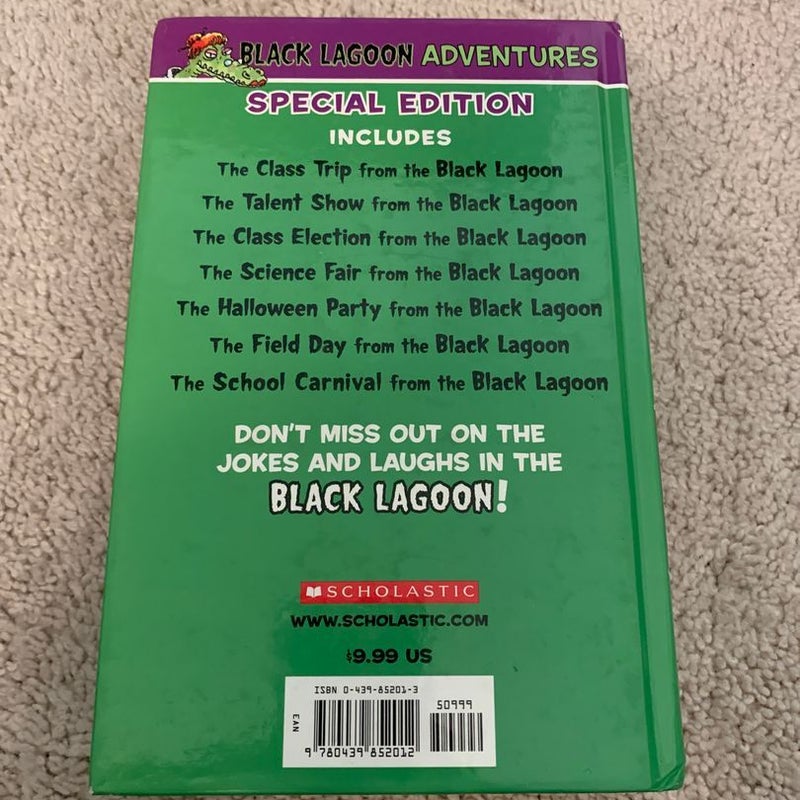 BLACK LAGOON ADVENTURES
SPECIAL EDITION
INCLUDES
The Class Trip from the Black Lagoon
The Talent Show from the Black Lagoon
The Class Election from the Black Lagoon
The Science Fair from the Black Lagoon
The Halloween Party from the Black Lagoon
The Field Day from the Black Lagoon
The School Carnival from the Black Lagoon
DON'T MISS OUT ON THE
JOKES AND LAUGHS IN THE
BLACK LAGOON!
SCHOLASTIC
WWW.SCHOLASTIC.COM
$9.99 US
ISBN 0-439-85201-3
50999
EAN
9 780439 852012